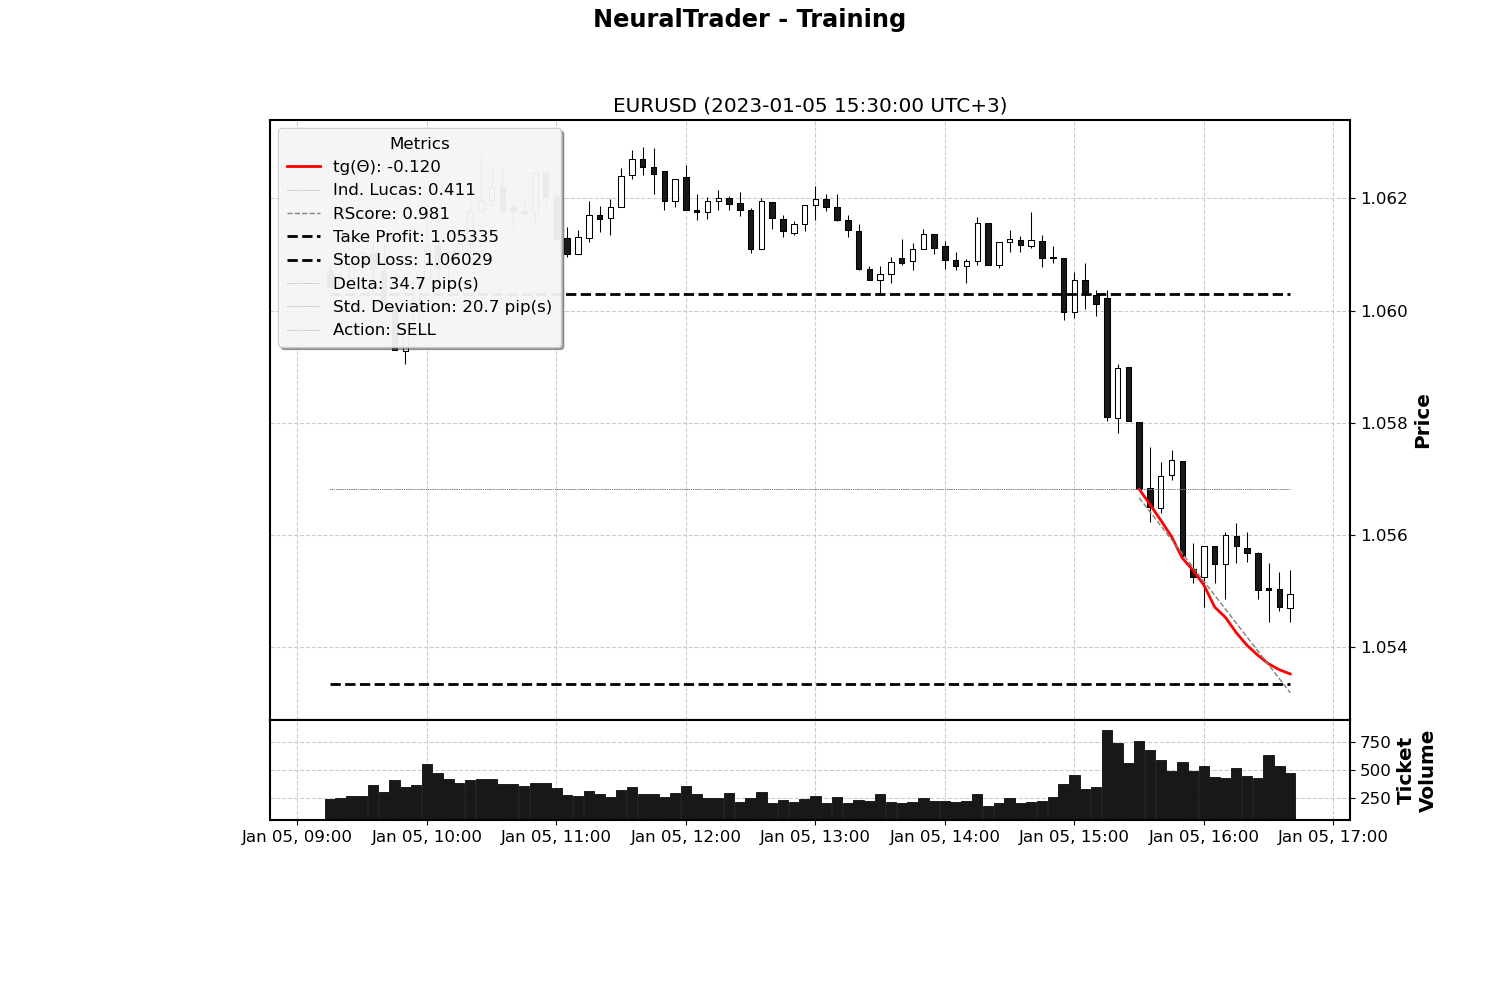 NeuralTrader - Training
EURUSD (2023-01-05 15:30:00 UTC+3)
Metrics
tg(Θ): -0.120
Ind. Lucas: 0.411
RScore: 0.981
Take Profit: 1.05335
Stop Loss: 1.06029
Delta: 34.7 pip(s)
Std. Deviation: 20.7 pip(s)
Action: SELL
1.062
1.060
1.058
1.056
1.054
Price
750
500
250
Ticket
Volume
Jan 05, 09:00
Jan 05, 10:00
Jan 05, 11:00
Jan 05, 12:00
Jan 05, 13:00
Jan 05, 14:00
Jan 05, 15:00
Jan 05, 16:00
Jan 05, 17:00